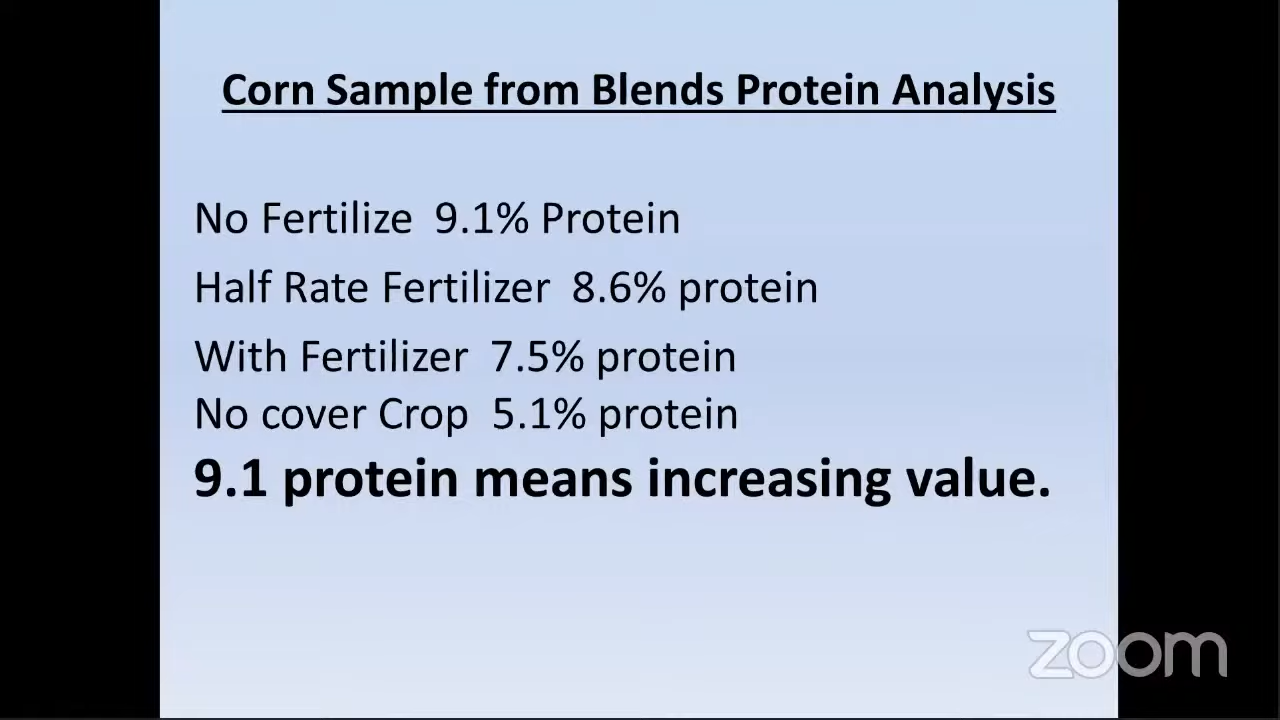 Corn Sample from Blends Protein Analysis
No Fertilize 9.1% Protein
Half Rate Fertilizer 8.6% protein
With Fertilizer 7.5% protein
No cover Crop 5.1% protein
9.1 protein means increasing value.
zoom